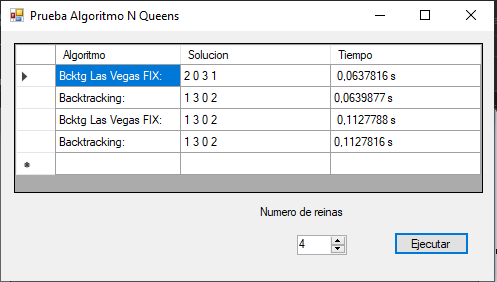 Prueba Algoritmo N Queens
Algoritmo Solucion Tiempo
Bcktg Las Vegas FIX: 2 0 3 1 0,0637816 s
Backtracking: 1 3 0 2 0,0639877 s
Bcktg Las Vegas FIX: 1 3 0 2 0,1127788 s
Backtracking: 1 3 0 2 0,1127816 s
Numero de reinas
4 Ejecutar